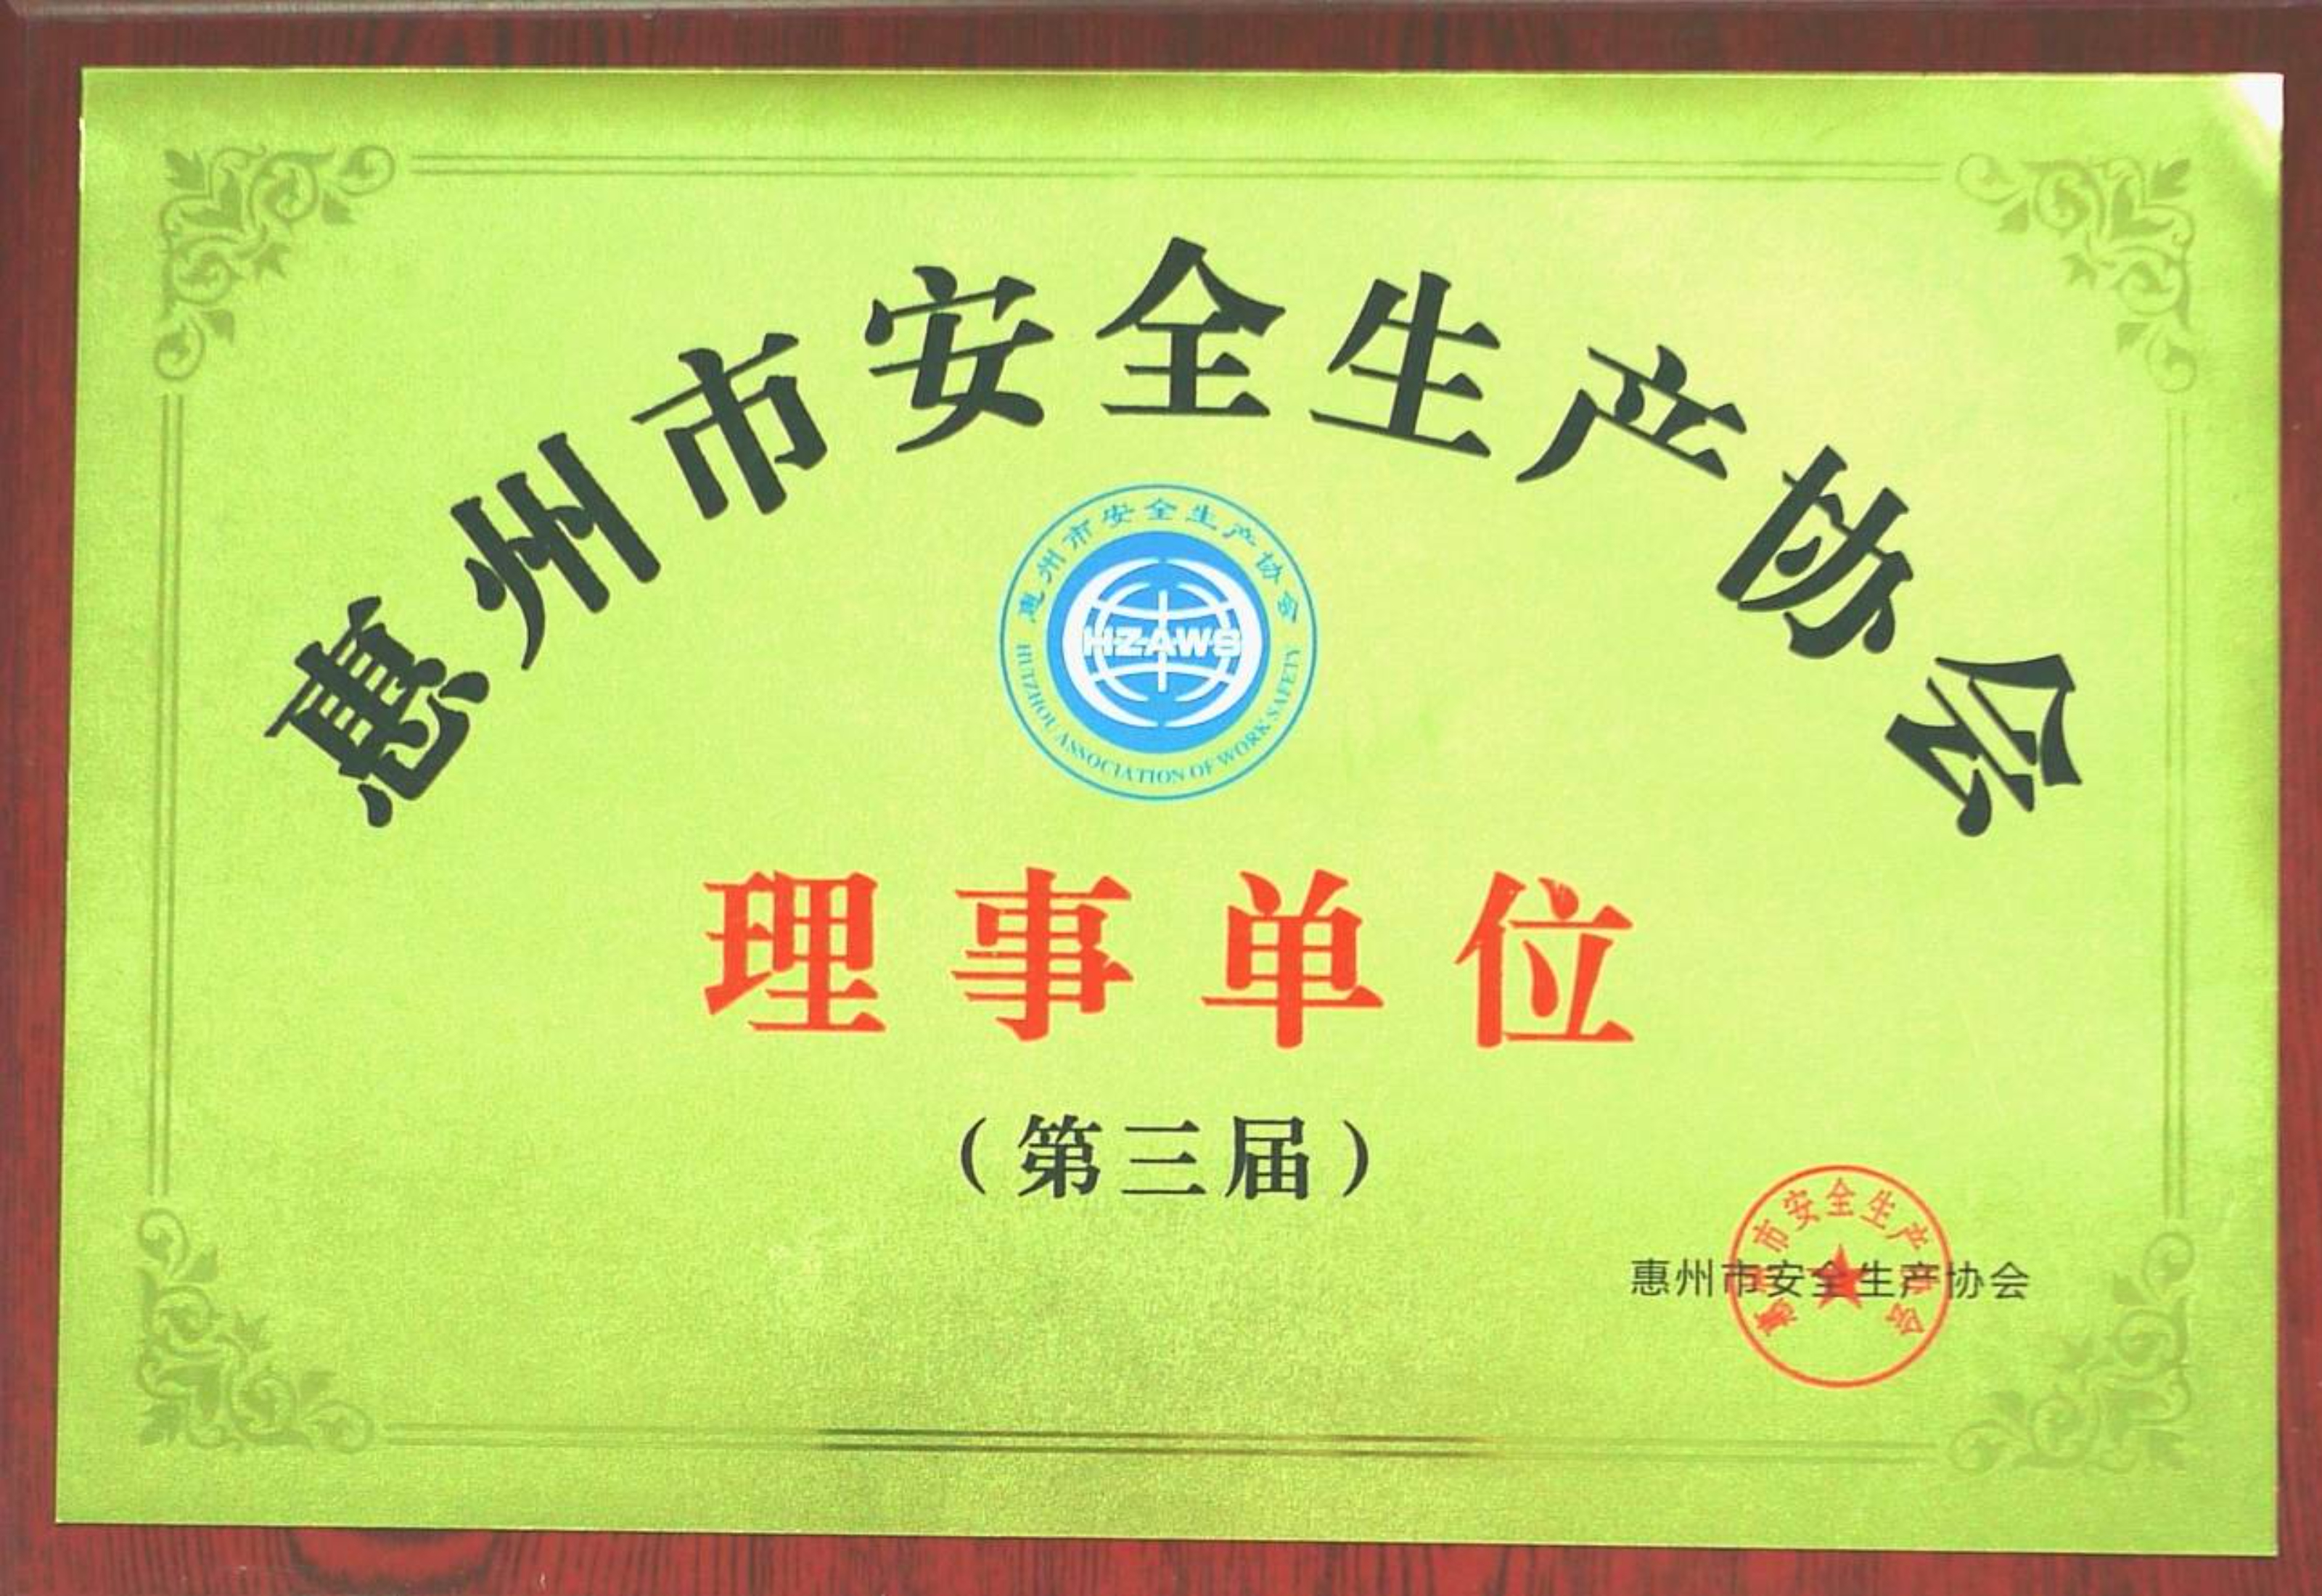 惠州市安全生产协会
惠州市安全生产协会
HZAWS
HUIZHOU ASSOCIATION OF WORK SAFETY
理事单位
（第三届）
惠州市安全生产协会
惠州市安全生产协会